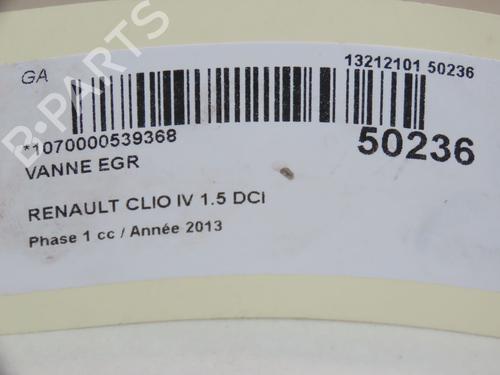 GA
13212101 50236
*1070000539368
50236
VANNE EGR
RENAULT CLIO IV 1.5 DCI
Phase 1 cc / Année 2013
B-PARTS